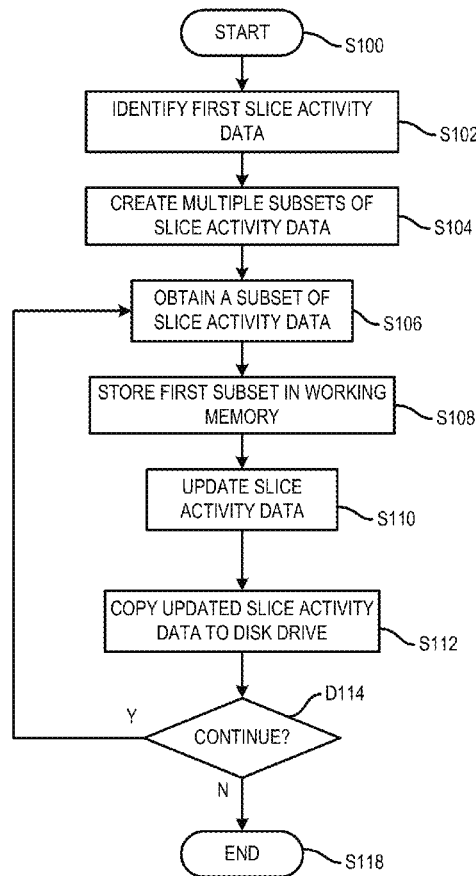 START
S100
IDENTIFY FIRST SLICE ACTIVITY
DATA
S102
CREATE MULTIPLE SUBSETS OF
SLICE ACTIVITY DATA
S104
OBTAIN A SUBSET OF
SLICE ACTIVITY DATA
S106
STORE FIRST SUBSET IN WORKING
MEMORY
S108
UPDATE SLICE
ACTIVITY DATA
S110
COPY UPDATED SLICE ACTIVITY
DATA TO DISK DRIVE
S112
D114
Y
CONTINUE?
N
END
S118